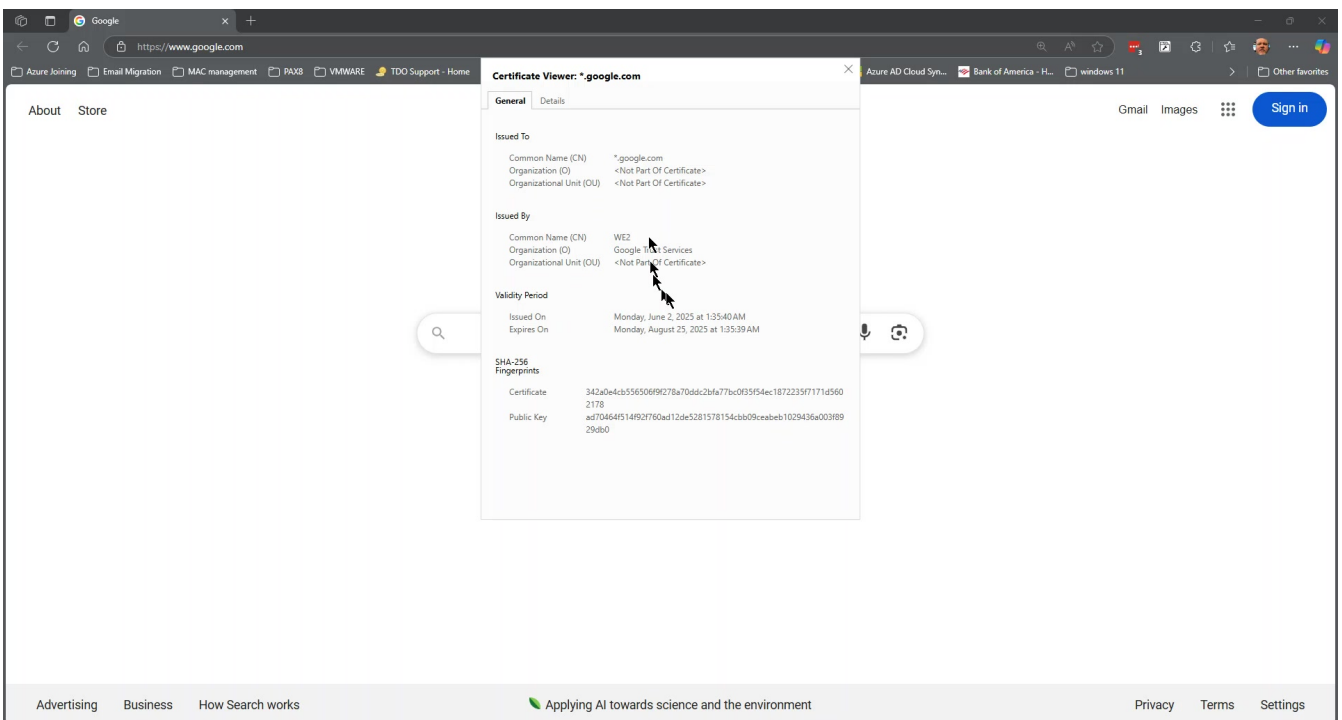 Google
https://www.google.com
3
Azure Joining Email Migration MAC management PAX8 VMWARE TDO Support - Home Azure AD Cloud Syn... Bank of America - H... windows 11 Other favorites
Certificate Viewer: *.google.com
General Details
About Store
Gmail Images Sign in
Issued To
Common Name (CN) *.google.com
Organization (O) <Not Part Of Certificate>
Organizational Unit (OU) <Not Part Of Certificate>
Issued By
Common Name (CN) WE2
Organization (O) Google Trust Services
Organizational Unit (OU) <Not Part Of Certificate>
Validity Period
Issued On Monday, June 2, 2025 at 1:35:40 AM
Expires On Monday, August 25, 2025 at 1:35:39 AM
SHA-256
Fingerprints
Certificate 342a0e4cb556506f9f278a70ddc2bfa77bc0f35f54ec1872235f7171d560
2178
Public Key ad70464f514f92f760ad12de5281578154cbb09ceabeb1029436a003f89
29db0
Advertising Business How Search works Applying AI towards science and the environment Privacy Terms Settings